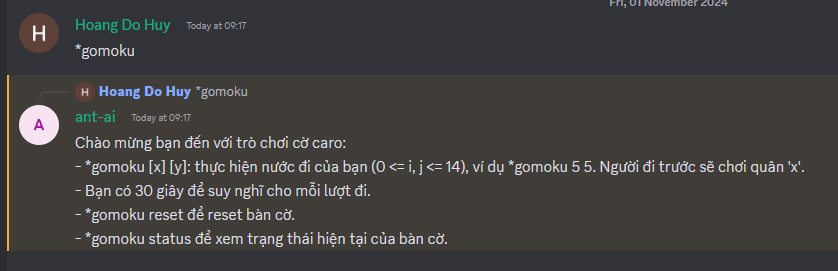 Fri, 01 November 2024
H
Hoang Do Huy Today at 09:17
*gomoku
H Hoang Do Huy *gomoku
A
ant-ai Today at 09:17
Chào mừng bạn đến với trò chơi cờ caro:
- *gomoku [x] [y]: thực hiện nước đi của bạn (0 <= i, j <= 14), ví dụ *gomoku 5 5. Người đi trước sẽ chơi quân 'x'.
- Bạn có 30 giây để suy nghĩ cho mỗi lượt đi.
- *gomoku reset để reset bàn cờ.
- *gomoku status để xem trạng thái hiện tại của bàn cờ.